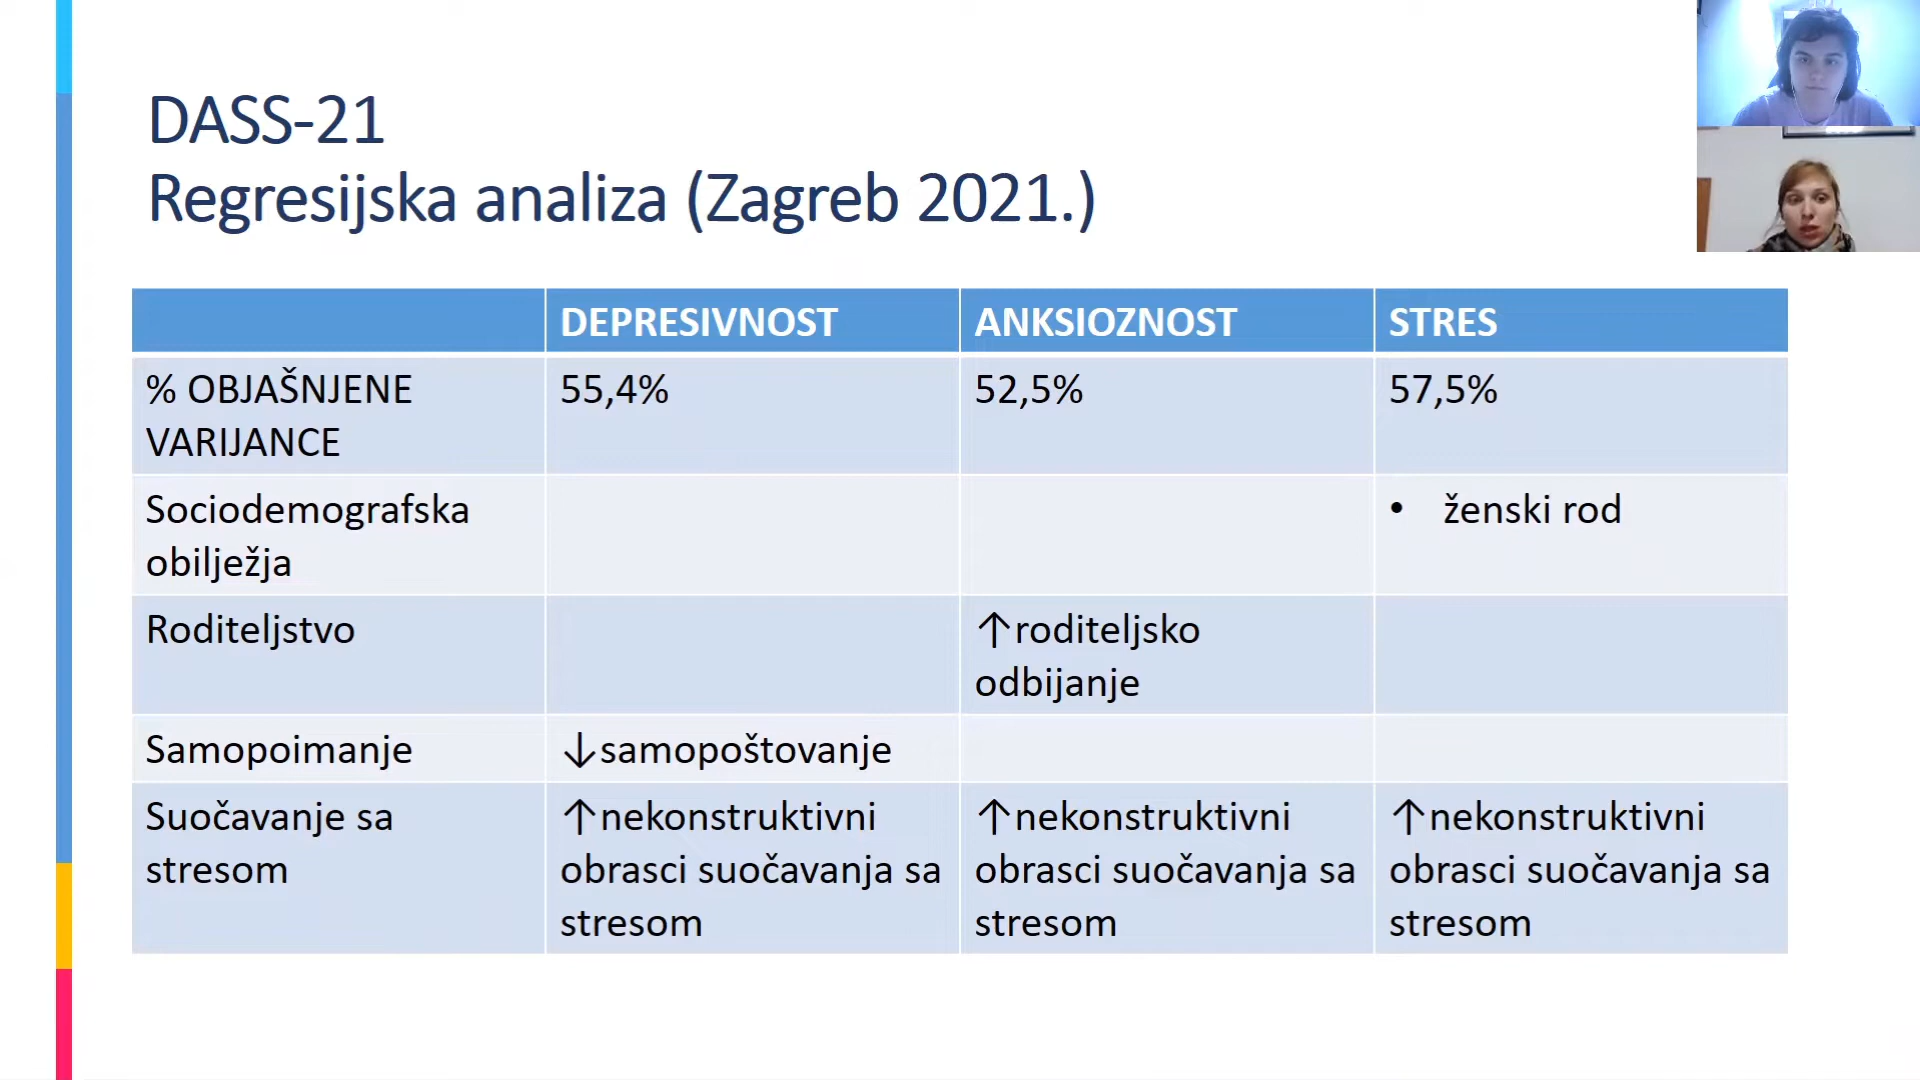 DASS-21
Regresijska analiza (Zagreb 2021.)
DEPRESIVNOST ANKSIOZNOST STRES
% OBJAŠNJENE VARIJANCE 55,4% 52,5% 57,5%
Sociodemografska obilježja • ženski rod
Roditeljstvo ↑roditeljsko odbijanje
Samopoimanje ↓samopoštovanje
Suočavanje sa stresom ↑nekonstruktivni obrasci suočavanja sa stresom ↑nekonstruktivni obrasci suočavanja sa stresom ↑nekonstruktivni obrasci suočavanja sa stresom